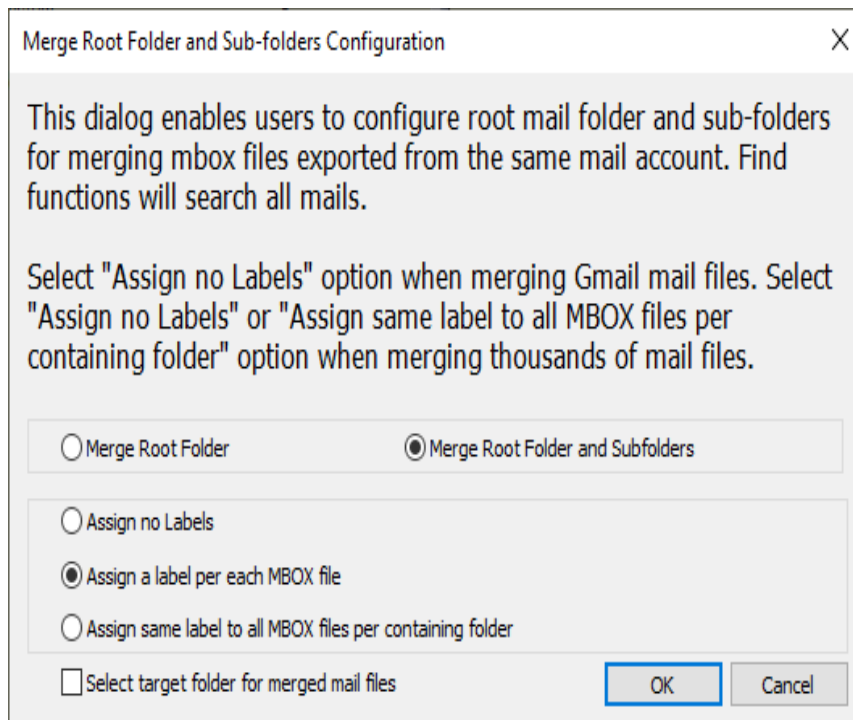 Merge Root Folder and Sub-folders Configuration
This dialog enables users to configure root mail folder and sub-folders
for merging mbox files exported from the same mail account. Find
functions will search all mails.
Select "Assign no Labels" option when merging Gmail mail files. Select
"Assign no Labels" or "Assign same label to all MBOX files per
containing folder" option when merging thousands of mail files.
Merge Root Folder Merge Root Folder and Subfolders
Assign no Labels
Assign a label per each MBOX file
Assign same label to all MBOX files per containing folder
Select target folder for merged mail files OK Cancel